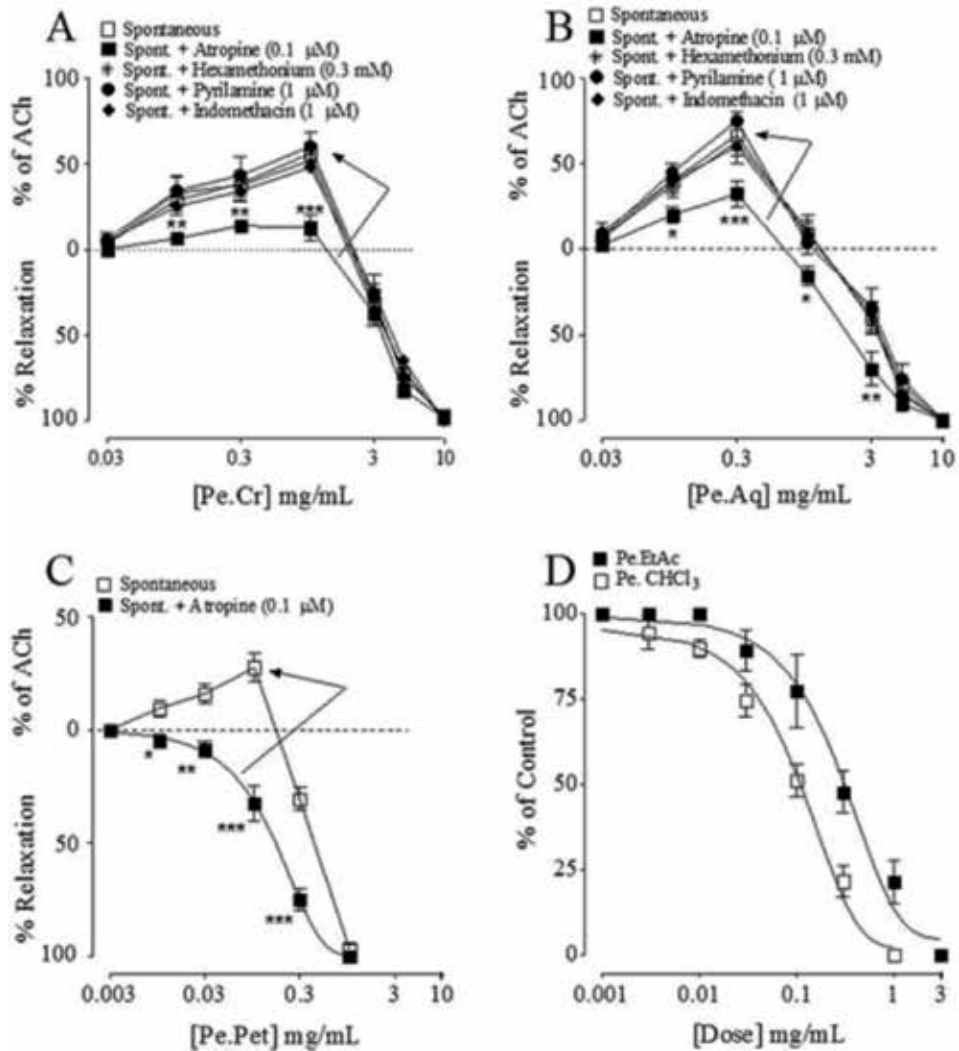 A
Spontaneous
Spont. + Atropine (0.1 μM)
Spont. + Hexamethonium (0.3 mM)
Spont. + Pyrilamine (1 μM)
Spont. + Indomethacin (1 μM)
% of ACh
% Relaxation
100
50
0
50
100
**
**
***
0.03
0.3
3
10
[Pe.Cr] mg/mL
B
Spontaneous
Spont. + Atropine (0.1 μM)
Spont. + Hexamethonium (0.3 mM)
Spont. + Pyrilamine ( 1 μM)
Spont. + Indomethacin (1 μM)
% of ACh
% Relaxation
100
50
0
50
100
*
***
*
**
0.03
0.3
3
10
[Pe.Aq] mg/mL
C
Spontaneous
Spont. + Atropine (0.1 μM)
% of ACh
% Relaxation
50
0
50
100
*
**
***
***
0.003
0.03
0.3
3
10
[Pe.Pet] mg/mL
D
Pe.EtAc
Pe. CHCl3
% of Control
100
75
50
25
0
0.001
0.01
0.1
1
3
[Dose] mg/mL